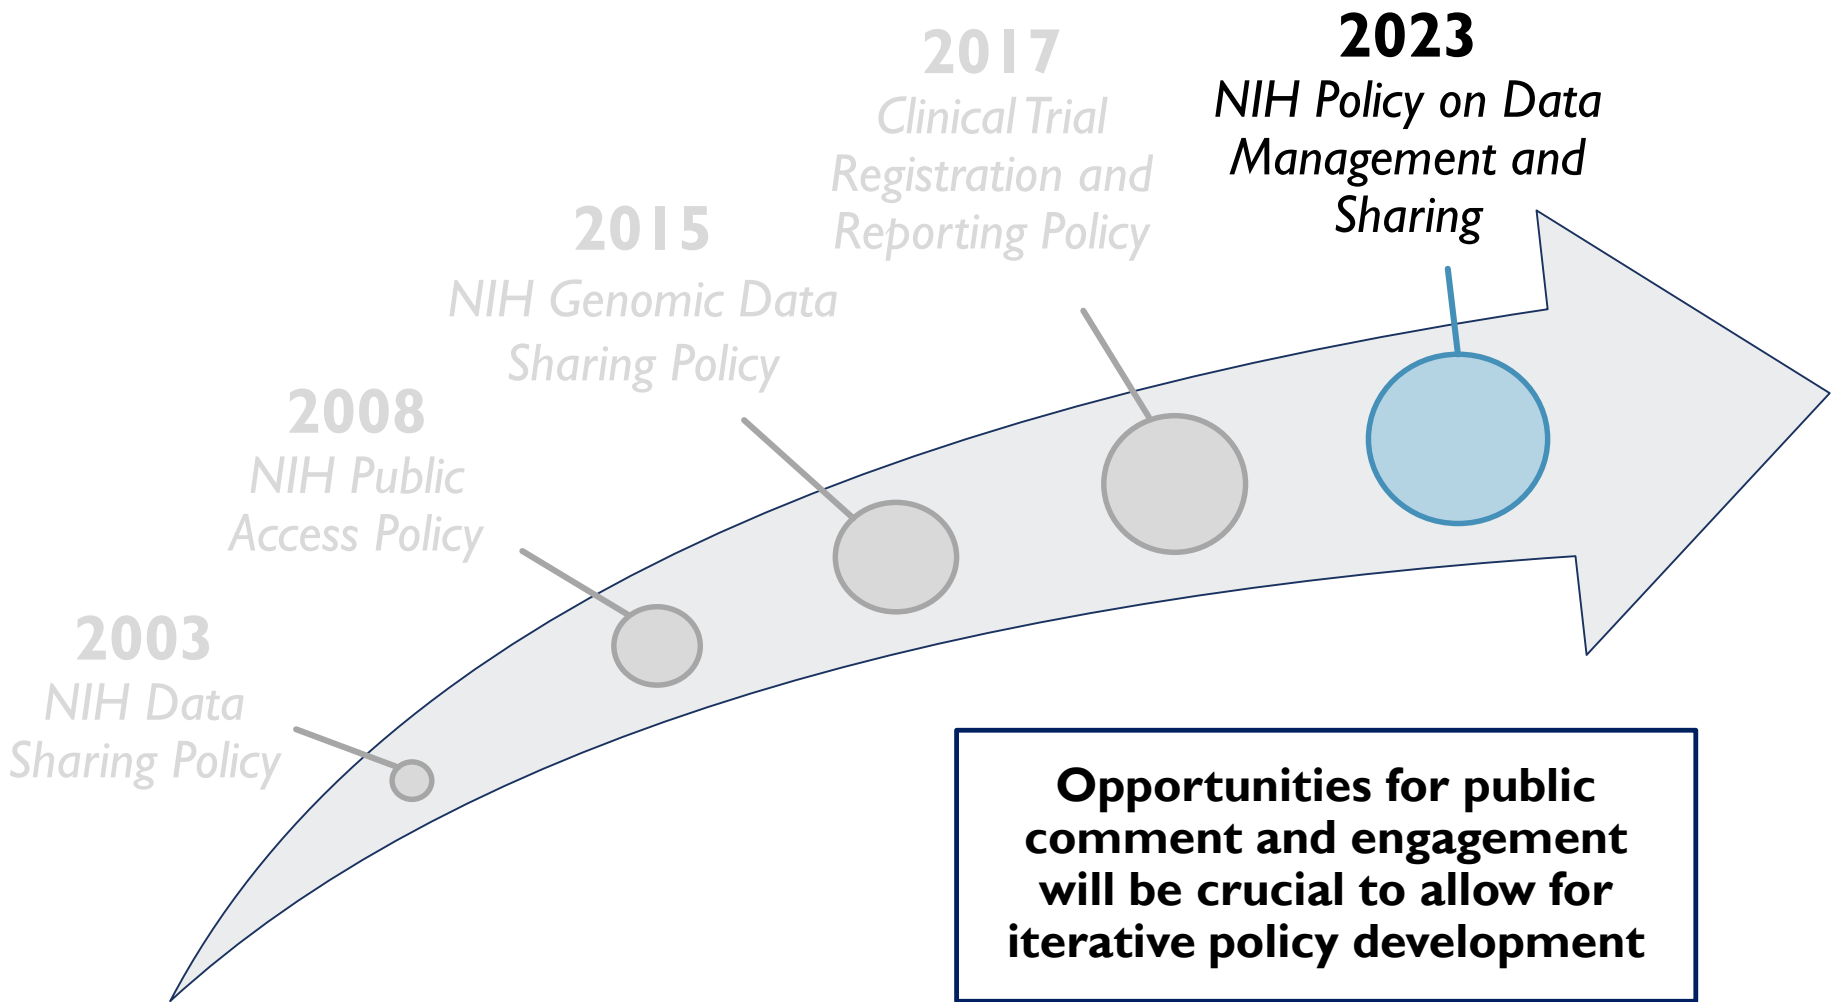 2003
NIH Data
Sharing Policy
2008
NIH Public
Access Policy
2015
NIH Genomic Data
Sharing Policy
2017
Clinical Trial
Registration and
Reporting Policy
2023
NIH Policy on Data
Management and
Sharing
Opportunities for public
comment and engagement
will be crucial to allow for
iterative policy development